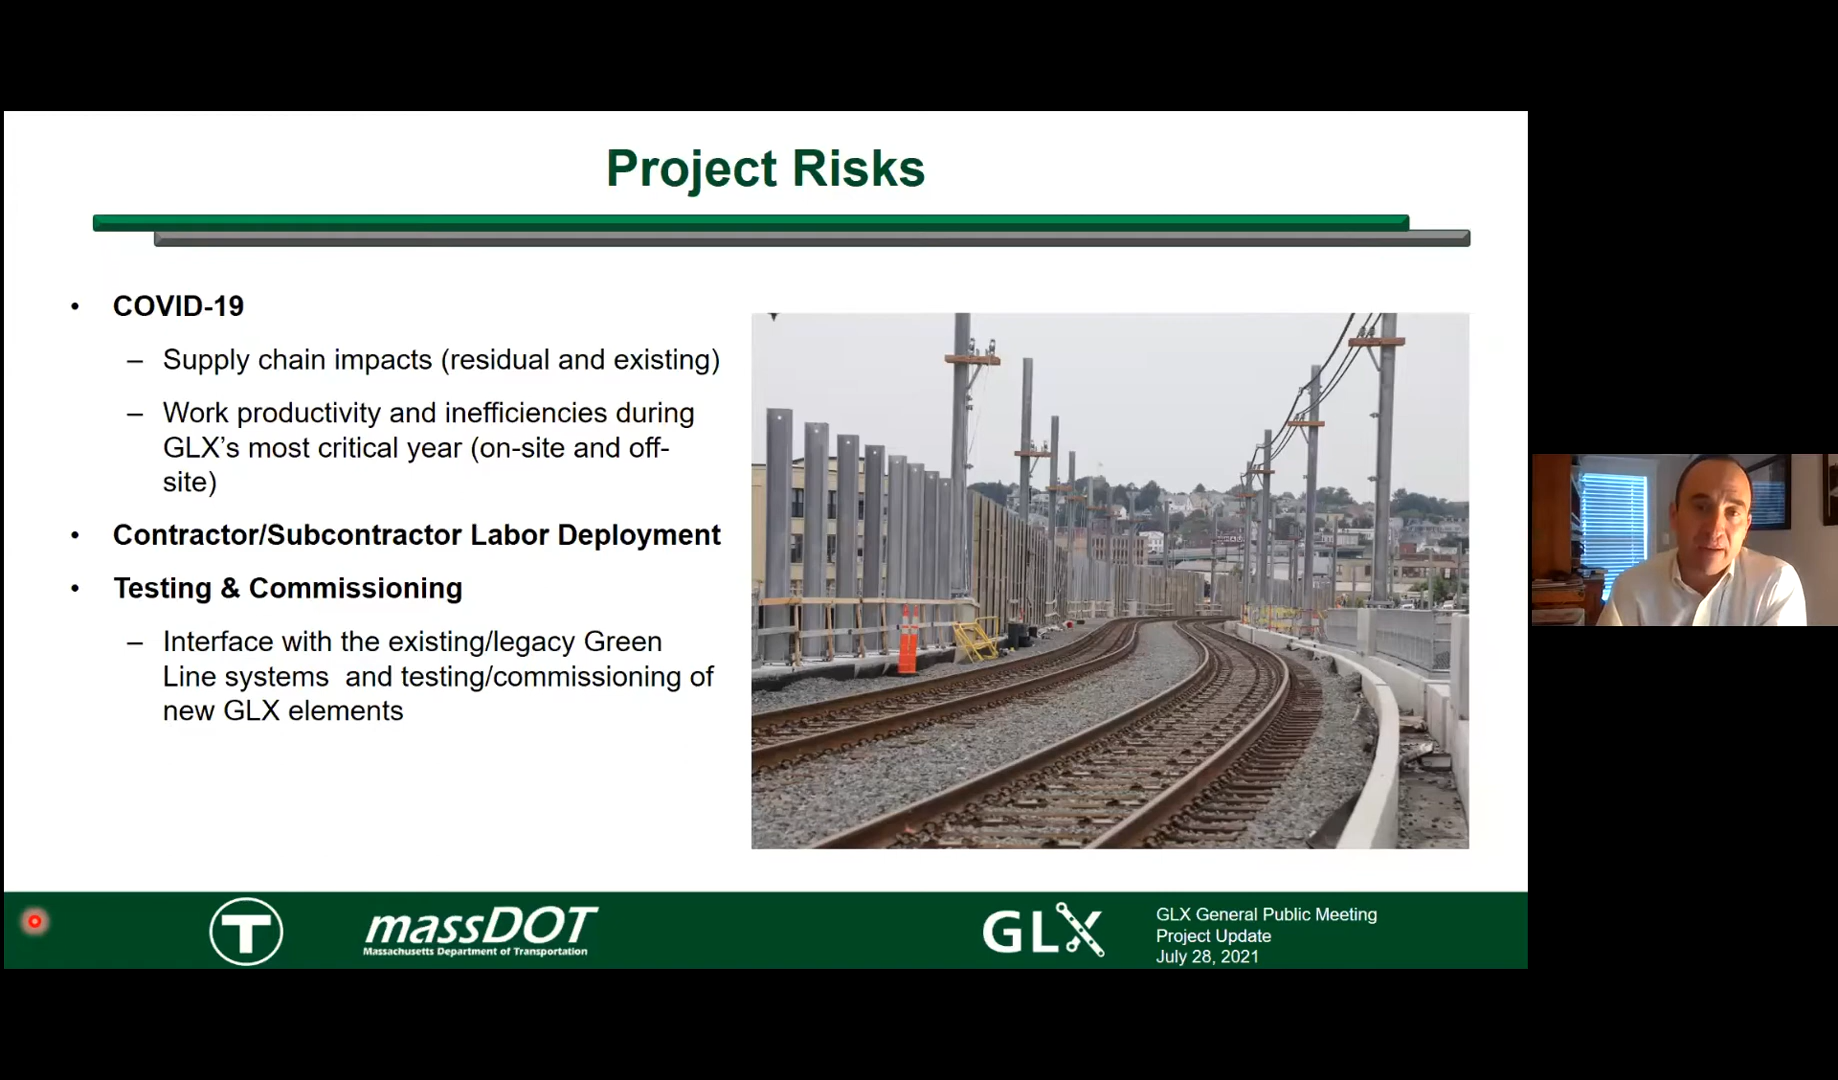 Project Risks
• COVID-19
– Supply chain impacts (residual and existing)
– Work productivity and inefficiencies during
GLX’s most critical year (on-site and off-
site)
• Contractor/Subcontractor Labor Deployment
• Testing & Commissioning
– Interface with the existing/legacy Green
Line systems  and testing/commissioning of
new GLX elements
T
massDOT
Massachusetts Department of Transportation
GLX
GLX General Public Meeting
Project Update
July 28, 2021